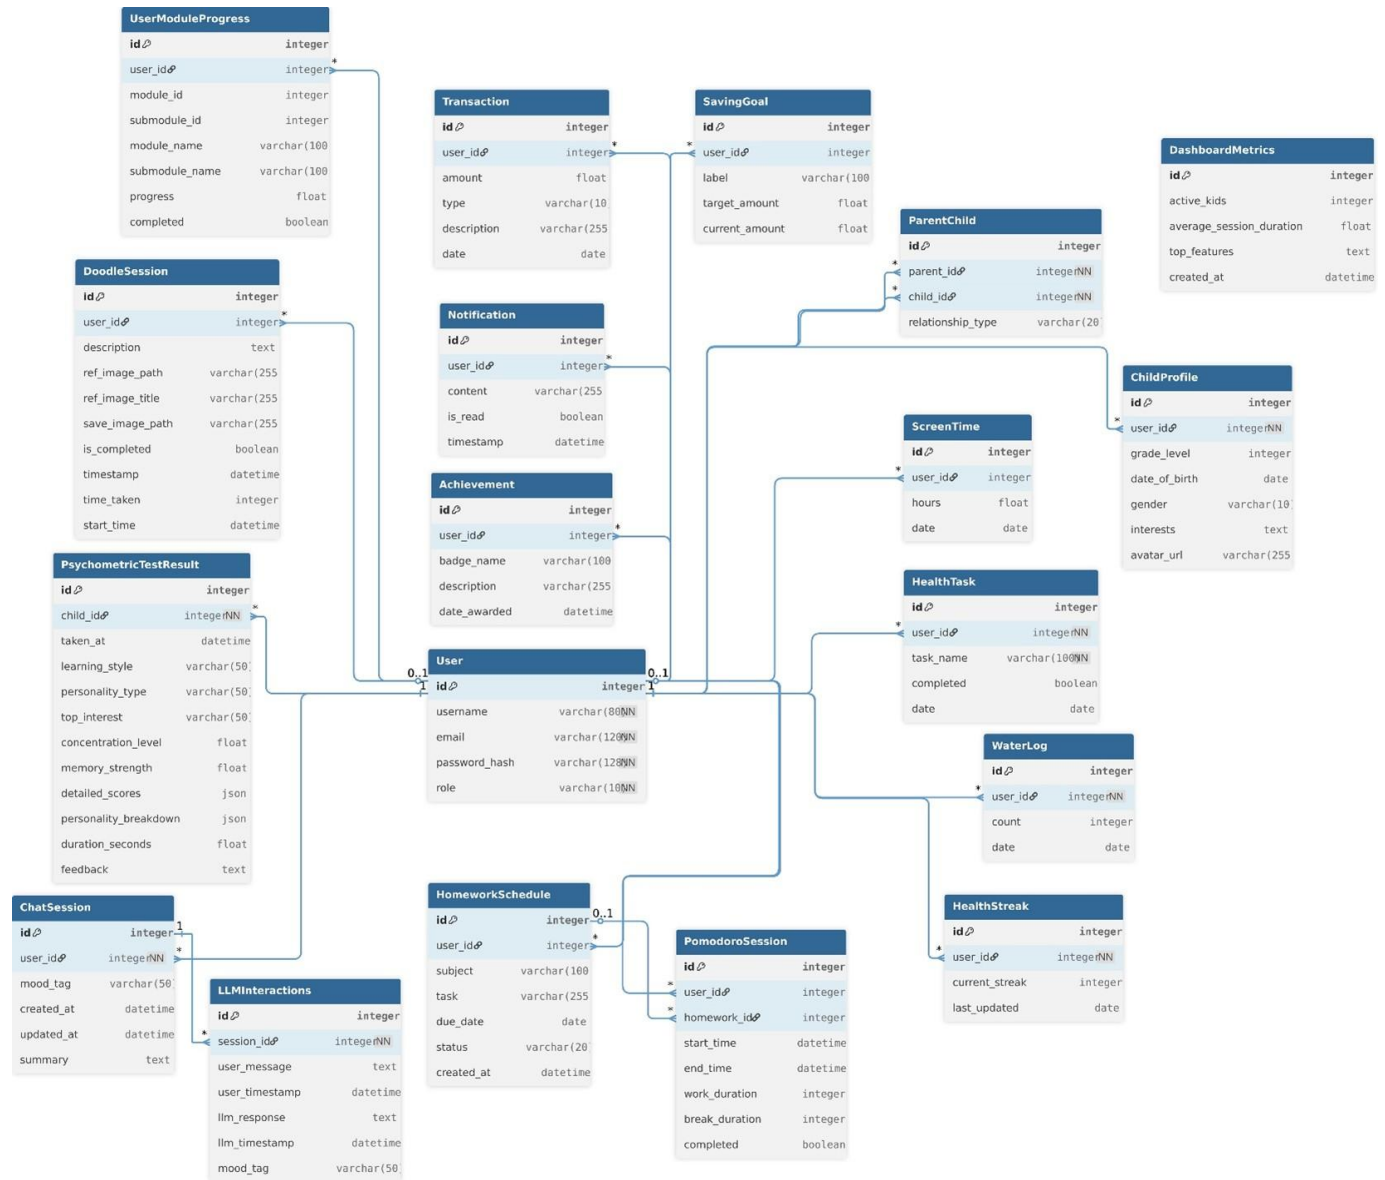 UserModuleProgress
id integer
user_id integer
module_id integer
submodule_id integer
module_name varchar(100
submodule_name varchar(100
progress float
completed boolean
*
Transaction
id integer
user_id integer
amount float
type varchar(10
description varchar(255
date date
*
SavingGoal
id integer
user_id integer
label varchar(100
target_amount float
current_amount float
*
DashboardMetrics
id integer
active_kids integer
average_session_duration float
top_features text
created_at datetime
ParentChild
id integer
parent_id integer NN
child_id integer NN
relationship_type varchar(20
*
*
DoodleSession
id integer
user_id integer
description text
ref_image_path varchar(255
ref_image_title varchar(255
save_image_path varchar(255
is_completed boolean
timestamp datetime
time_taken integer
start_time datetime
*
Notification
id integer
user_id integer
content varchar(255
is_read boolean
timestamp datetime
*
ChildProfile
id integer
user_id integer NN
grade_level integer
date_of_birth date
gender varchar(10
interests text
avatar_url varchar(255
*
ScreenTime
id integer
user_id integer
hours float
date date
*
Achievement
id integer
user_id integer
badge_name varchar(100
description varchar(255
date_awarded datetime
*
PsychometricTestResult
id integer
child_id integer NN
taken_at datetime
learning_style varchar(50
personality_type varchar(50
top_interest varchar(50
concentration_level float
memory_strength float
detailed_scores json
personality_breakdown json
duration_seconds float
feedback text
*
HealthTask
id integer
user_id integer NN
task_name varchar(100 NN
completed boolean
date date
*
User
id integer
username varchar(80 NN
email varchar(120 NN
password_hash varchar(128 NN
role varchar(10 NN
0..1
1
0..1
1
WaterLog
id integer
user_id integer NN
count integer
date date
*
ChatSession
id integer
user_id integer NN
mood_tag varchar(50
created_at datetime
updated_at datetime
summary text
1
*
HomeworkSchedule
id integer
user_id integer
subject varchar(100
task varchar(255
due_date date
status varchar(20
created_at datetime
0..1
*
HealthStreak
id integer
user_id integer NN
current_streak integer
last_updated date
*
PomodoroSession
id integer
user_id integer
homework_id integer
start_time datetime
end_time datetime
work_duration integer
break_duration integer
completed boolean
*
*
LLMInteractions
id integer
session_id integer NN
user_message text
user_timestamp datetime
llm_response text
llm_timestamp datetime
mood_tag varchar(50
*